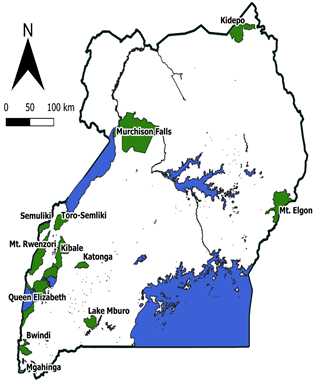 Kidepo
N
0 50 100 km
Murchison Falls
Mt. Elgon
Semuliki
Toro-Semliki
Mt. Rwenzori
Kibale
Katonga
Queen Elizabeth
Lake Mburo
Bwindi
Mgahinga